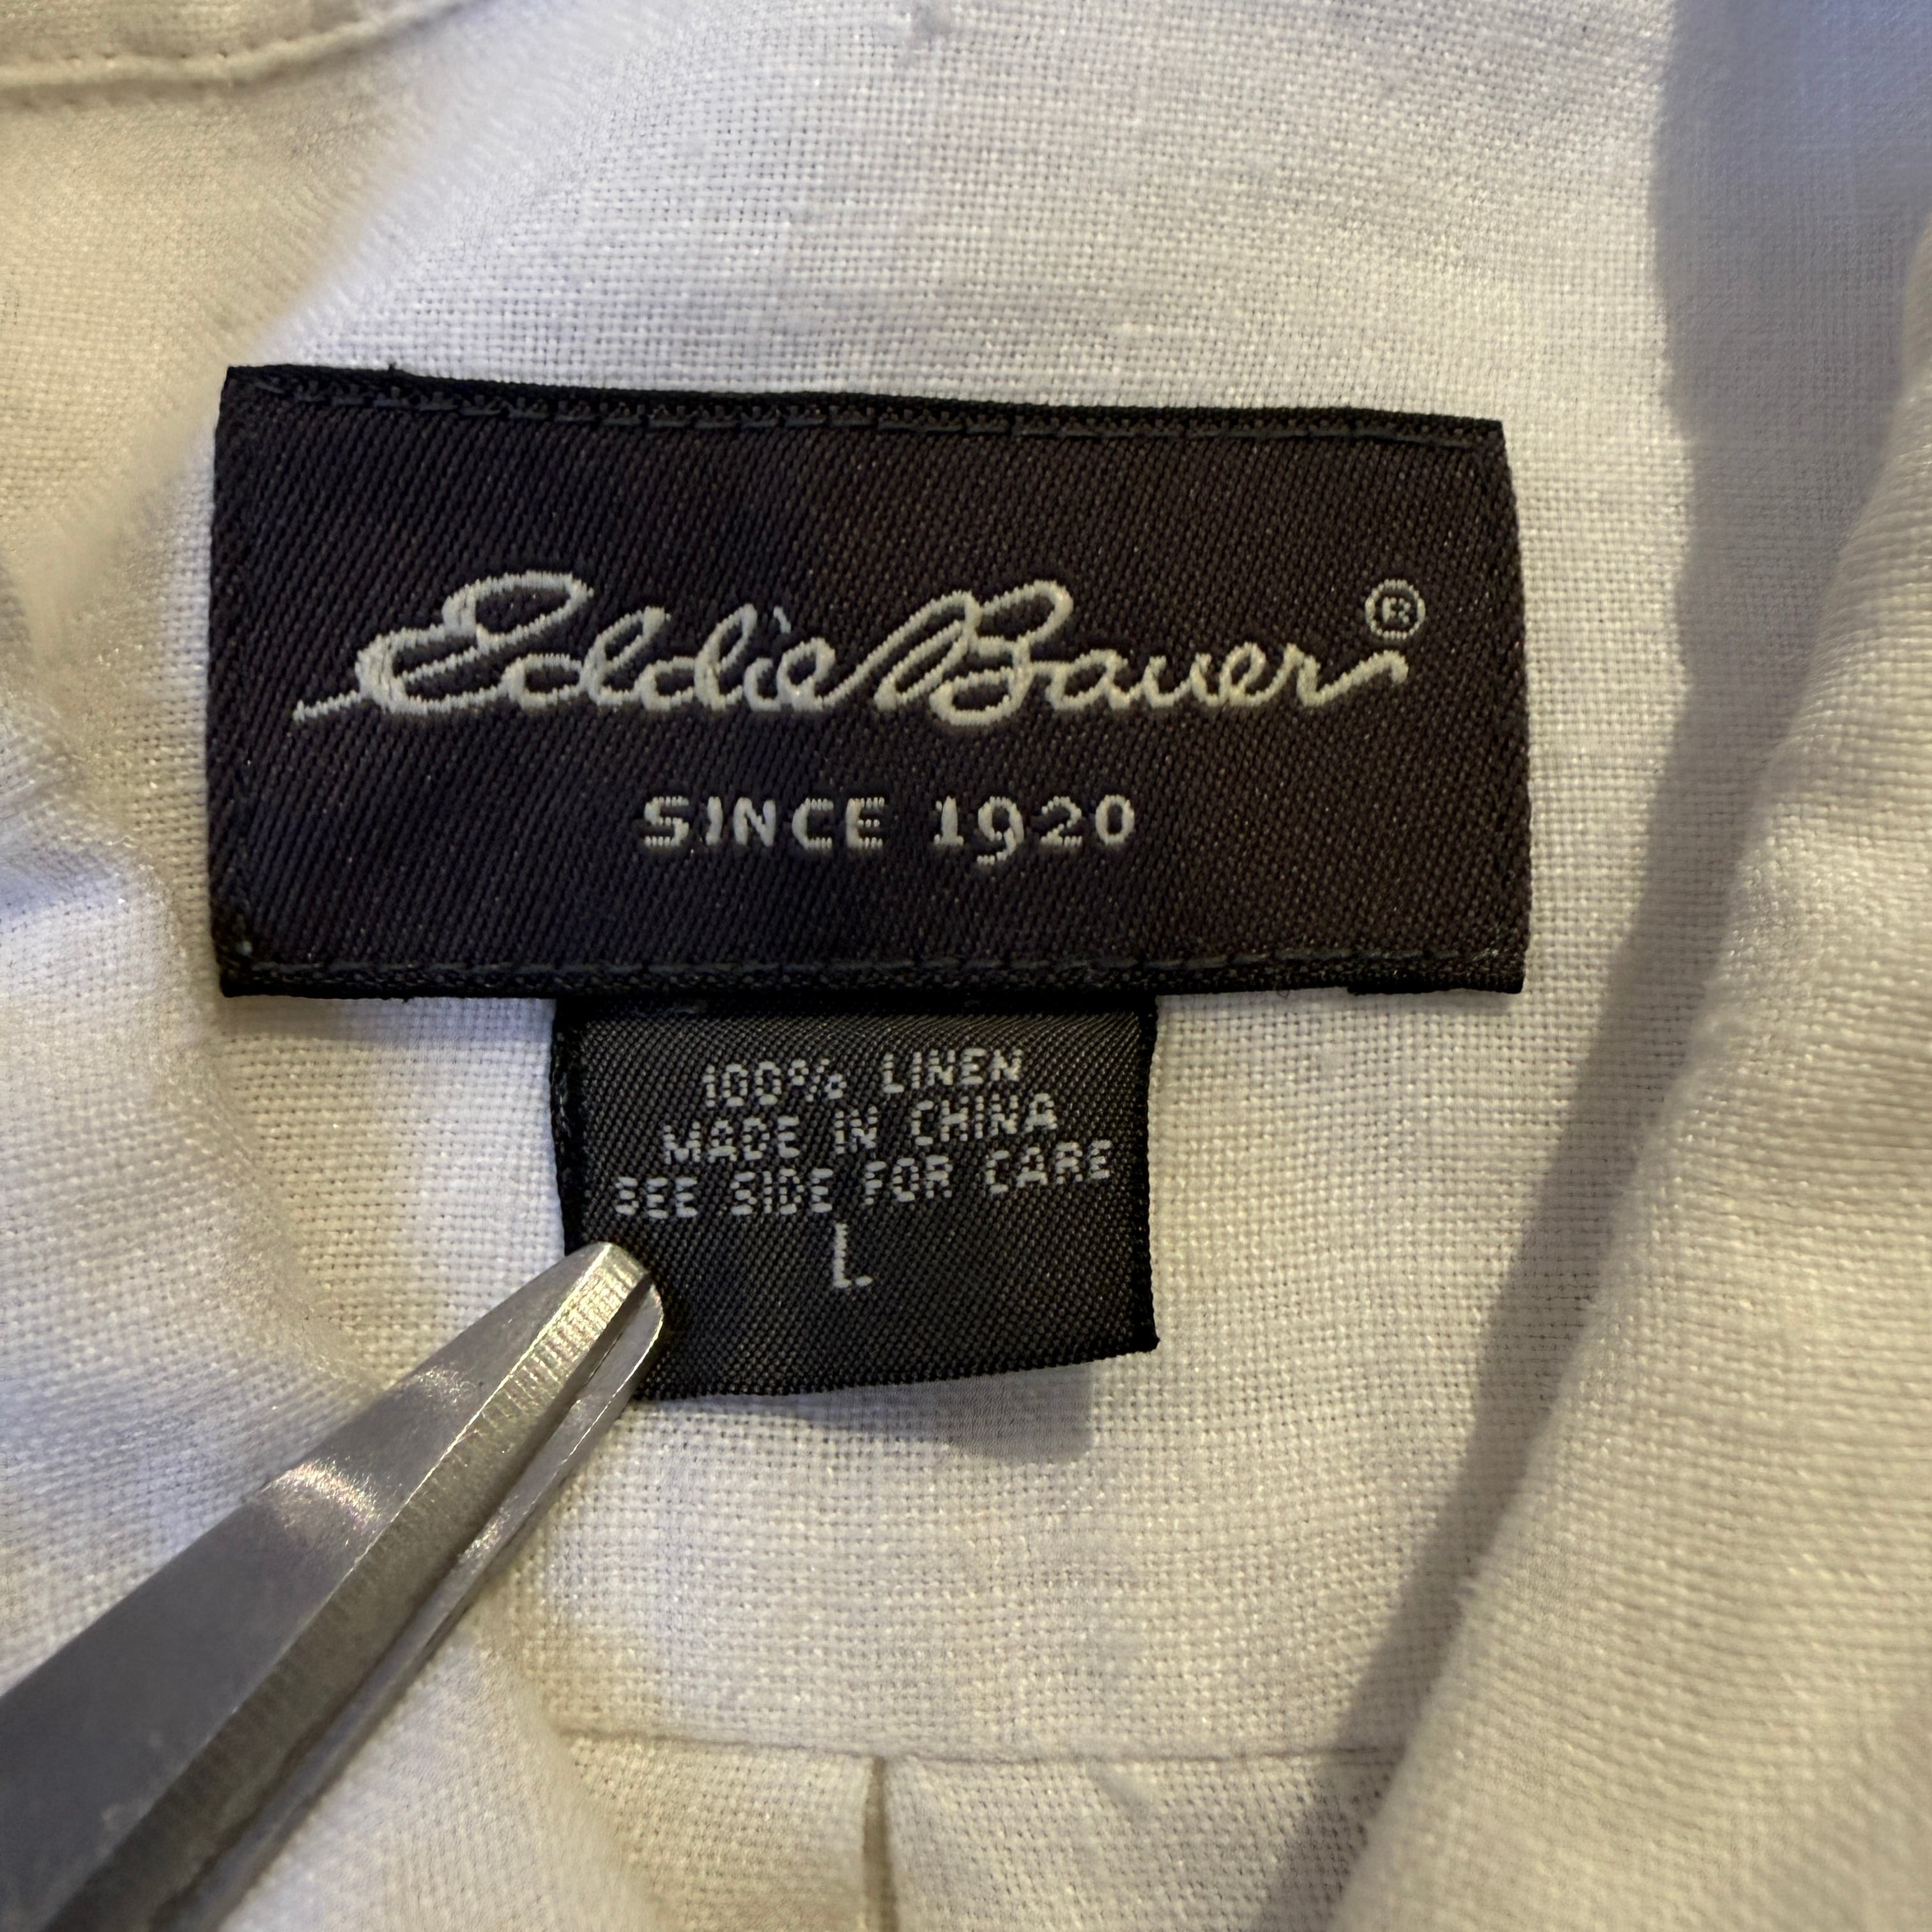 Eddie Bauer®
SINCE 1920
100% LINEN
MADE IN CHINA
SEE SIDE FOR CARE
L